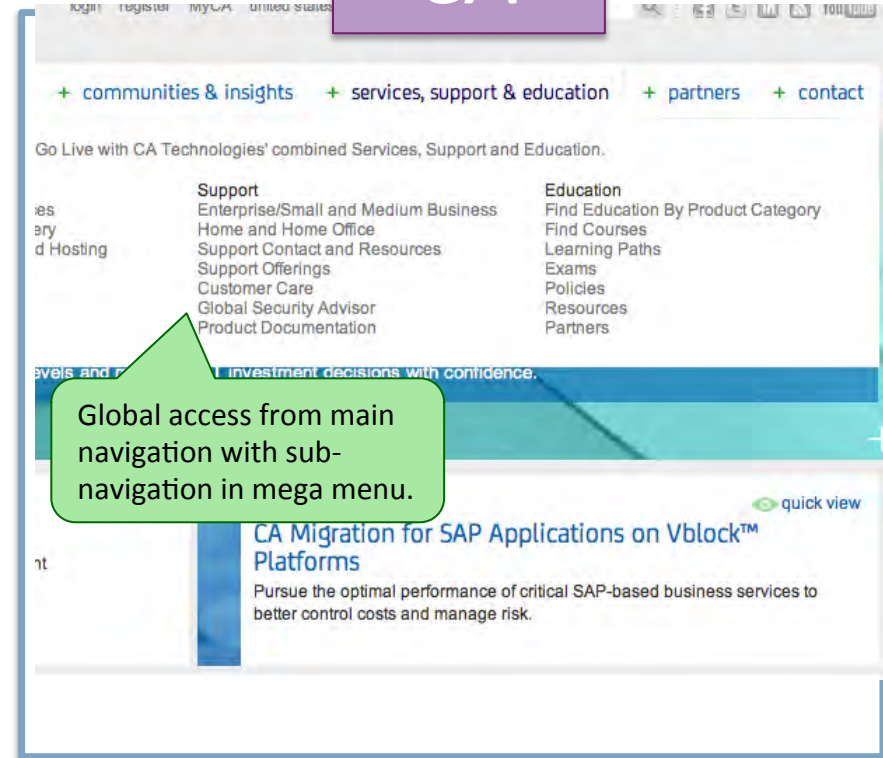 login register MyCA united states
+ communities & insights + services, support & education + partners + contact
Go Live with CA Technologies' combined Services, Support and Education.
Support
Enterprise/Small and Medium Business
Home and Home Office
Support Contact and Resources
Support Offerings
Customer Care
Global Security Advisor
Product Documentation
Education
Find Education By Product Category
Find Courses
Learning Paths
Exams
Policies
Resources
Partners
d Hosting
levels and investment decisions with confidence.
Global access from main
navigation with sub-
navigation in mega menu.
quick view
CA Migration for SAP Applications on Vblock™
Platforms
Pursue the optimal performance of critical SAP-based business services to
better control costs and manage risk.